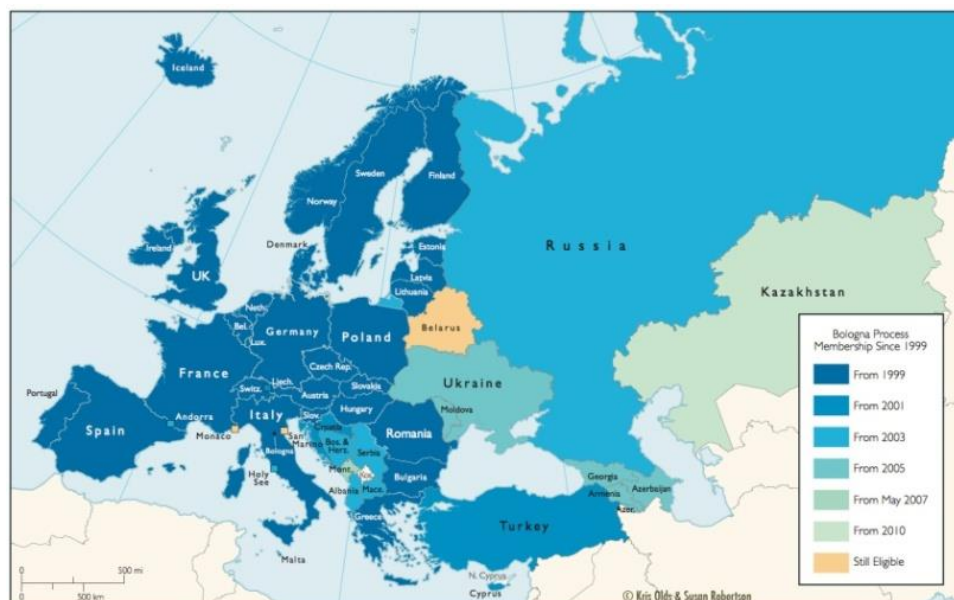 Iceland
Sweden
Finland
Norway
Russia
Denmark
Estonia
Ireland
Latvia
UK
Lithuania
Kazakhstan
Neth.
Belarus
Bel.
Germany
Poland
Lux.
Czech Rep.
Ukraine
France
Slovakia
Switz.
Liech.
Austria
Moldova
Portugal
Andorra
Italy
Slov.
Hungary
Spain
Monaco
San
Marino
Croatia
Bos. &
Herz.
Romania
Bologna
Serbia
Holy
See
Mont.
Kos.
Bulgaria
Georgia
Albania
Mace.
Armenia
Azerbaijan
Azer.
Greece
Turkey
Malta
N. Cyprus
Cyprus
Bologna Process
Membership Since 1999
From 1999
From 2001
From 2003
From 2005
From May 2007
From 2010
Still Eligible
0
500 mi
0
500 km
© Kris Olds & Susan Robertson